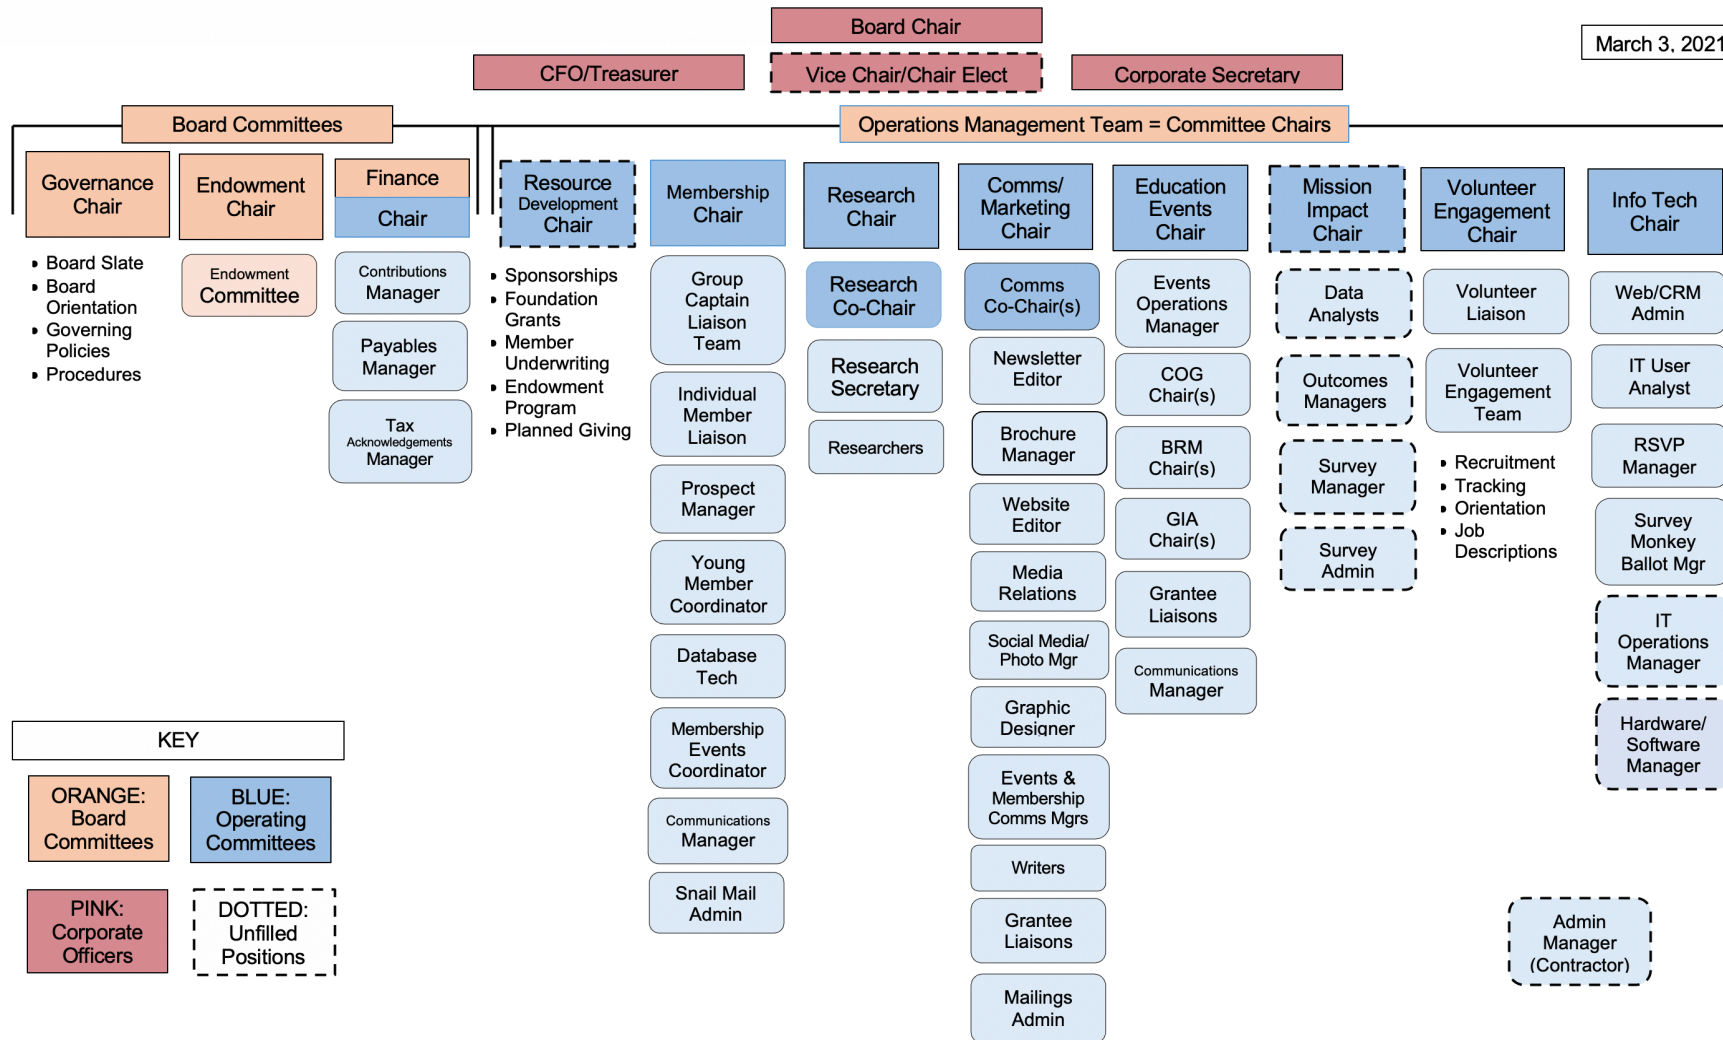 Board Chair
March 3, 2021
CFO/Treasurer
Vice Chair/Chair Elect
Corporate Secretary
Board Committees
Operations Management Team = Committee Chairs
Governance
Chair
• Board Slate
• Board
Orientation
• Governing
Policies
• Procedures
Endowment
Chair
Endowment
Committee
Finance
Chair
Contributions
Manager
Payables
Manager
Tax
Acknowledgements
Manager
Resource
Development
Chair
• Sponsorships
• Foundation
Grants
• Member
Underwriting
• Endowment
Program
• Planned Giving
Membership
Chair
Group
Captain
Liaison
Team
Individual
Member
Liaison
Prospect
Manager
Young
Member
Coordinator
Database
Tech
Membership
Events
Coordinator
Communications
Manager
Snail Mail
Admin
Research
Chair
Research
Co-Chair
Research
Secretary
Researchers
Comms/
Marketing
Chair
Comms
Co-Chair(s)
Newsletter
Editor
Brochure
Manager
Website
Editor
Media
Relations
Social Media/
Photo Mgr
Graphic
Designer
Events &
Membership
Comms Mgrs
Writers
Grantee
Liaisons
Mailings
Admin
Education
Events
Chair
Events
Operations
Manager
COG
Chair(s)
BRM
Chair(s)
GIA
Chair(s)
Grantee
Liaisons
Communications
Manager
Mission
Impact
Chair
Data
Analysts
Outcomes
Managers
Survey
Manager
Survey
Admin
Volunteer
Engagement
Chair
Volunteer
Liaison
Volunteer
Engagement
Team
• Recruitment
• Tracking
• Orientation
• Job
Descriptions
Info Tech
Chair
Web/CRM
Admin
IT User
Analyst
RSVP
Manager
Survey
Monkey
Ballot Mgr
IT
Operations
Manager
Hardware/
Software
Manager
Admin
Manager
(Contractor)
KEY
ORANGE:
Board
Committees
BLUE:
Operating
Committees
PINK:
Corporate
Officers
DOTTED:
Unfilled
Positions